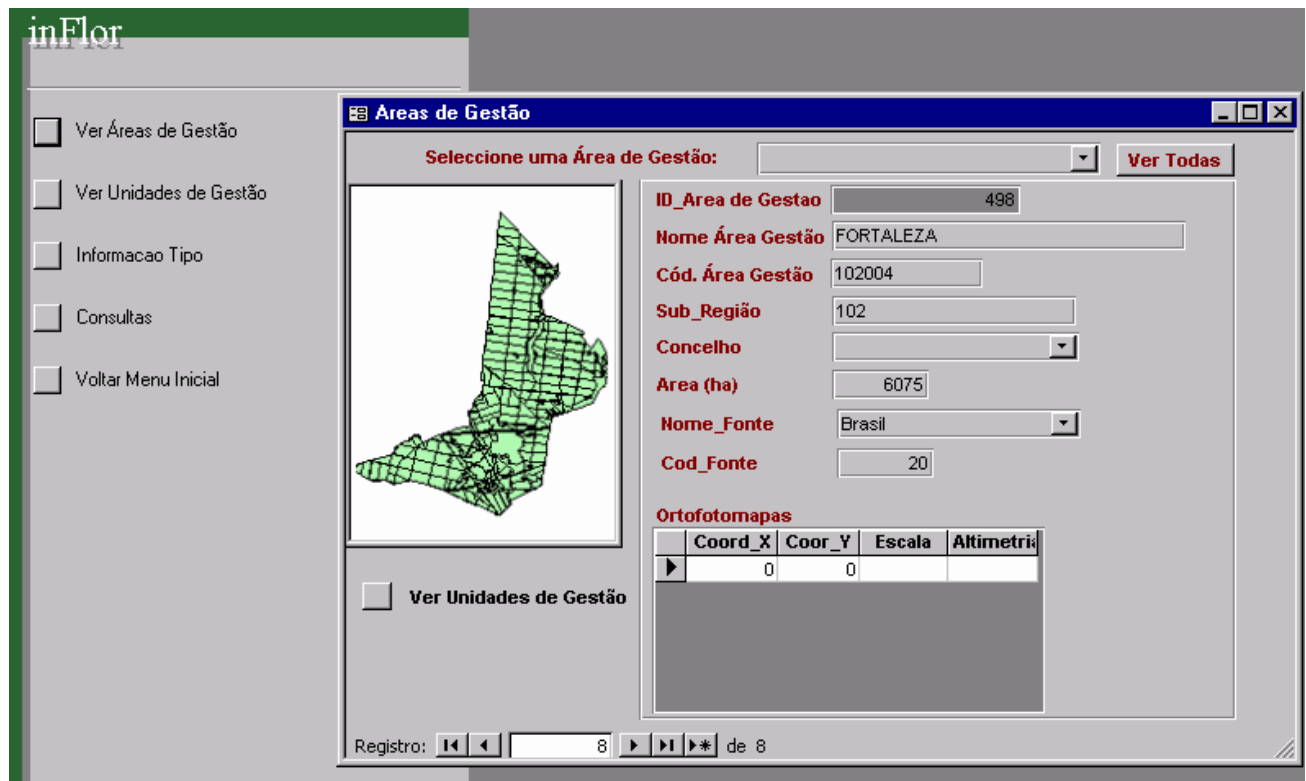 inFlor
Ver Áreas de Gestão
Ver Unidades de Gestão
Informacao Tipo
Consultas
Voltar Menu Inicial
Areas de Gestão
Seleccione uma Área de Gestão:
Ver Todas
ID_Area de Gestao 498
Nome Área Gestão FORTALEZA
Cód. Área Gestão 102004
Sub_Região 102
Concelho
Area (ha) 6075
Nome_Fonte Brasil
Cod_Fonte 20
Ortofotomapas
Coord_X Coor_Y Escala Altimetria
0 0
Ver Unidades de Gestão
Registro: 8 de 8